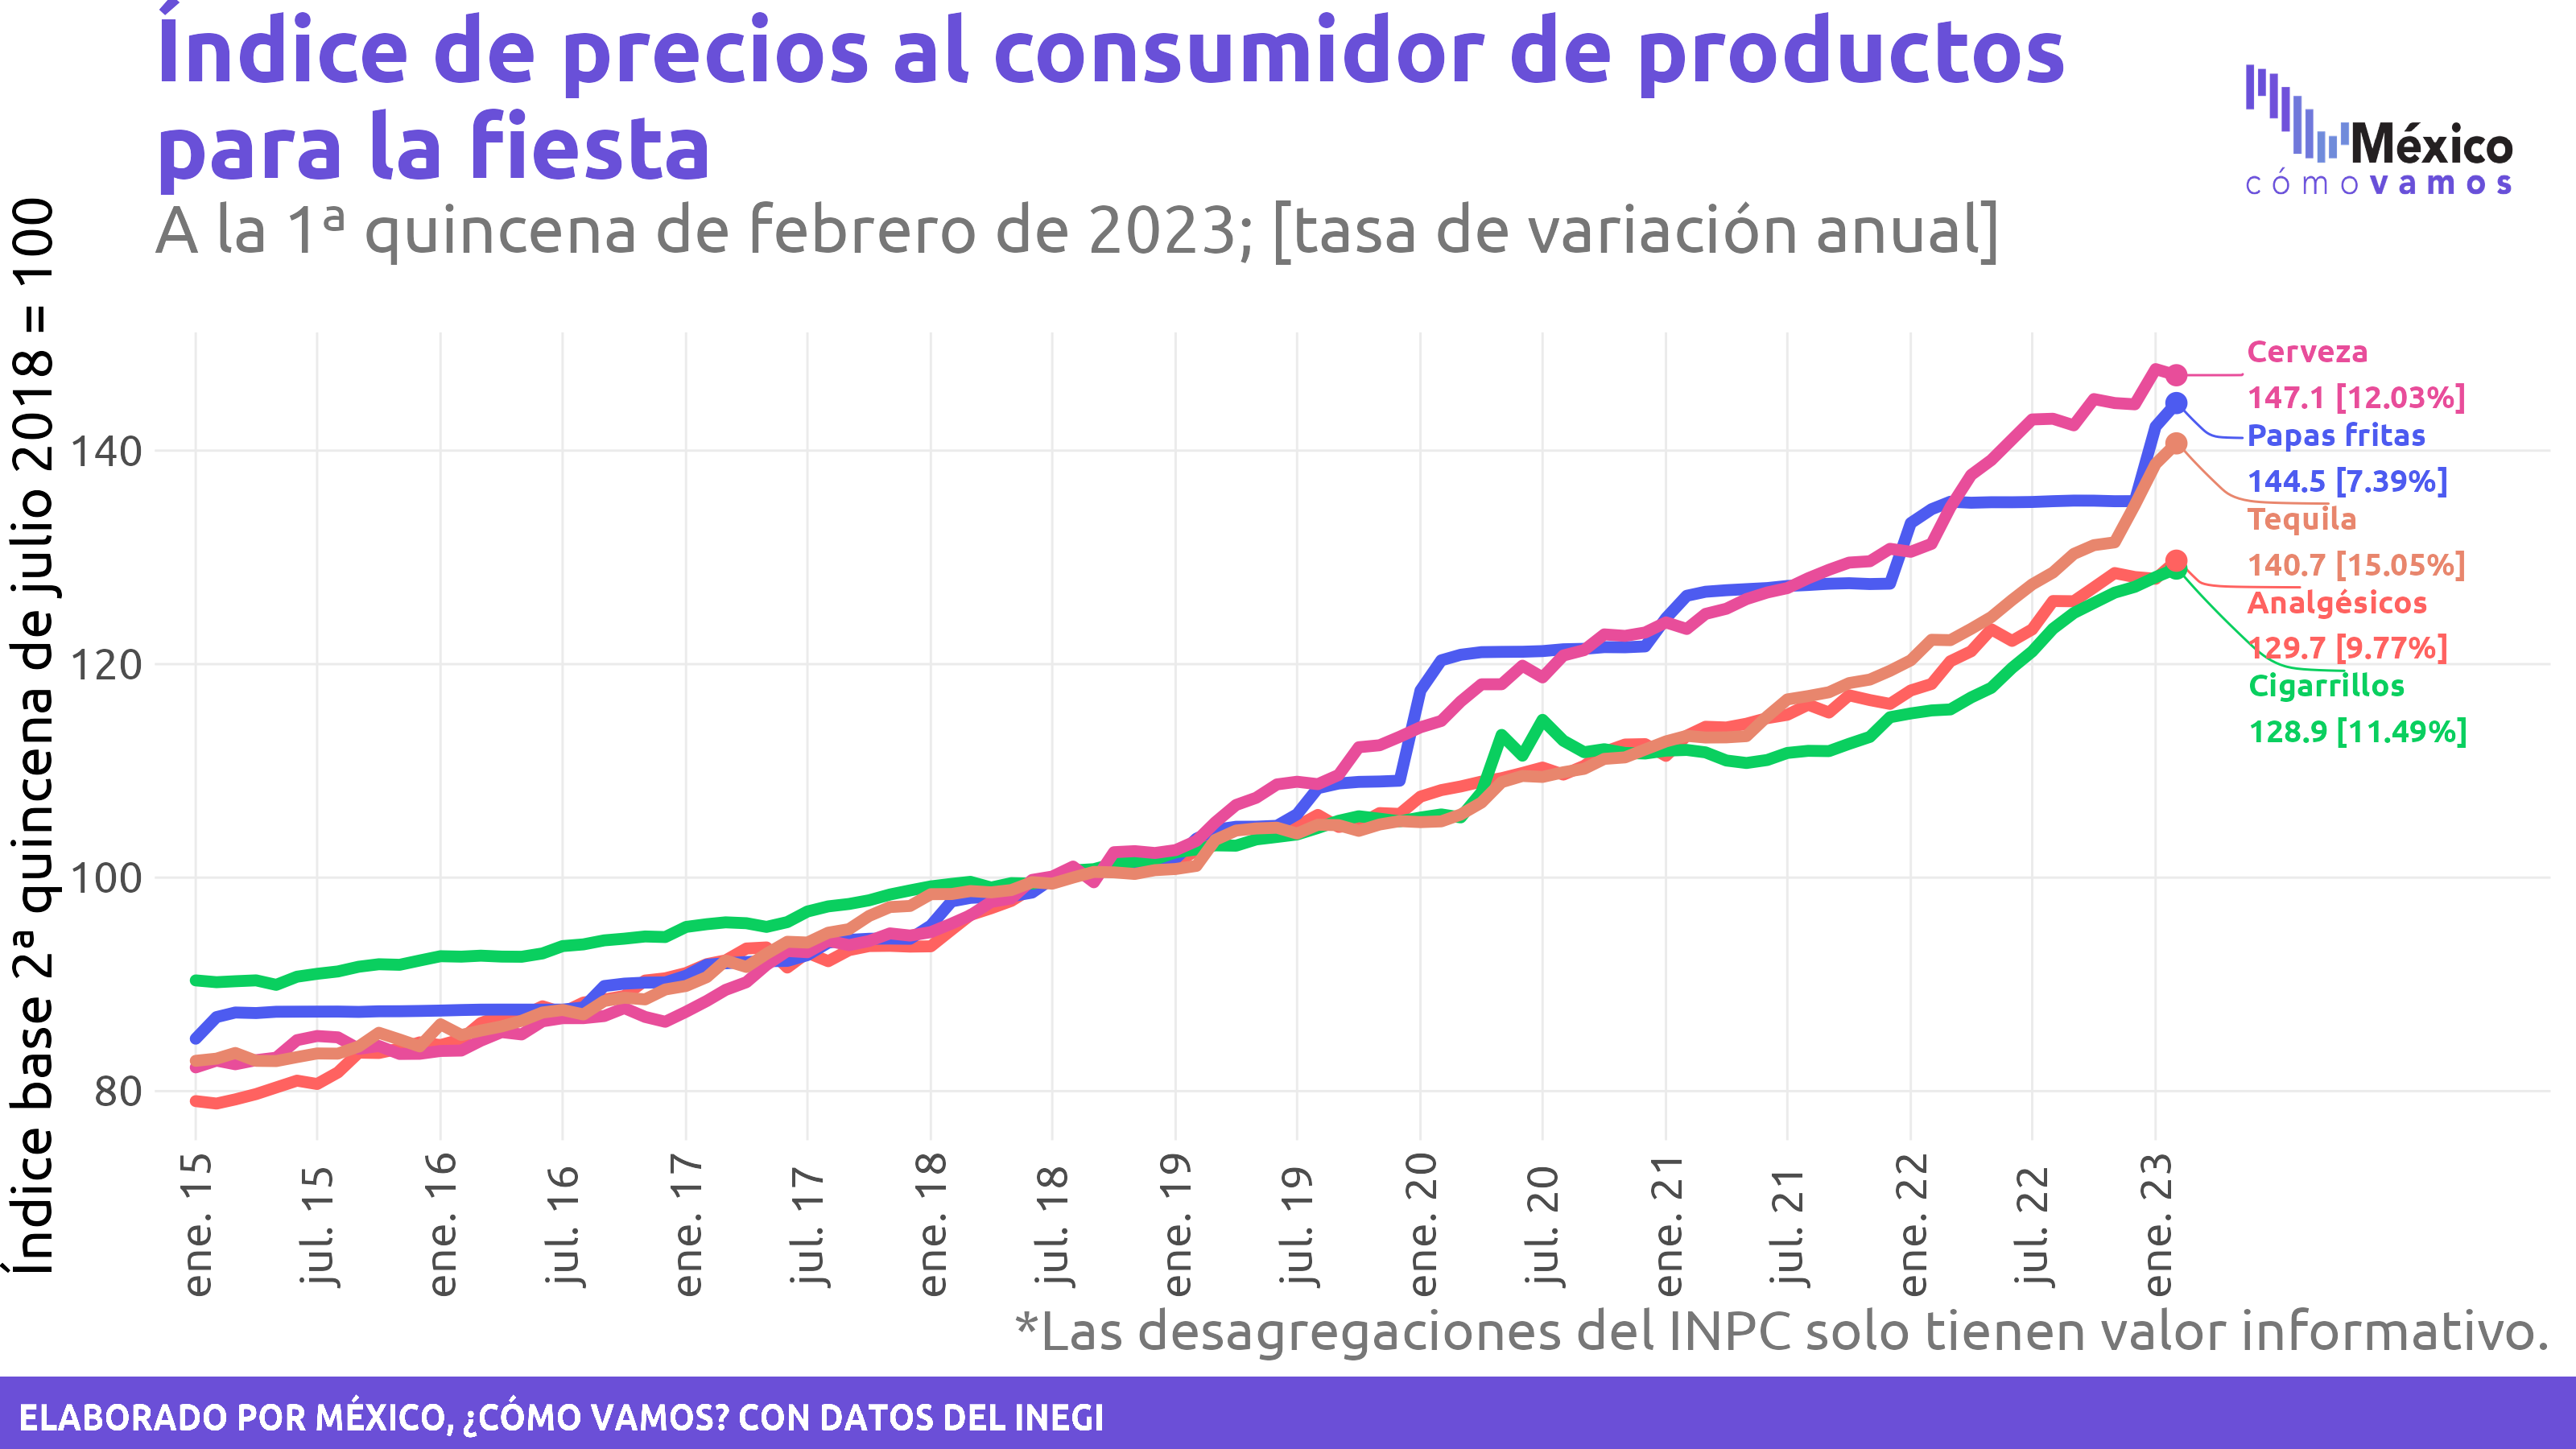 Índice de precios al consumidor de productos
para la fiesta
A la 1ª quincena de febrero de 2023; [tasa de variación anual]
México
cómo vamos
Índice base 2ª quincena de julio 2018 = 100
140
120
100
80
Cerveza
147.1 [12.03%]
Papas fritas
144.5 [7.39%]
Tequila
140.7 [15.05%]
Analgésicos
129.7 [9.77%]
Cigarrillos
128.9 [11.49%]
ene. 15
jul. 15
ene. 16
jul. 16
ene. 17
jul. 17
ene. 18
jul. 18
ene. 19
jul. 19
ene. 20
jul. 20
ene. 21
jul. 21
ene. 22
jul. 22
ene. 23
*Las desagregaciones del INPC solo tienen valor informativo.
ELABORADO POR MÉXICO, ¿CÓMO VAMOS? CON DATOS DEL INEGI